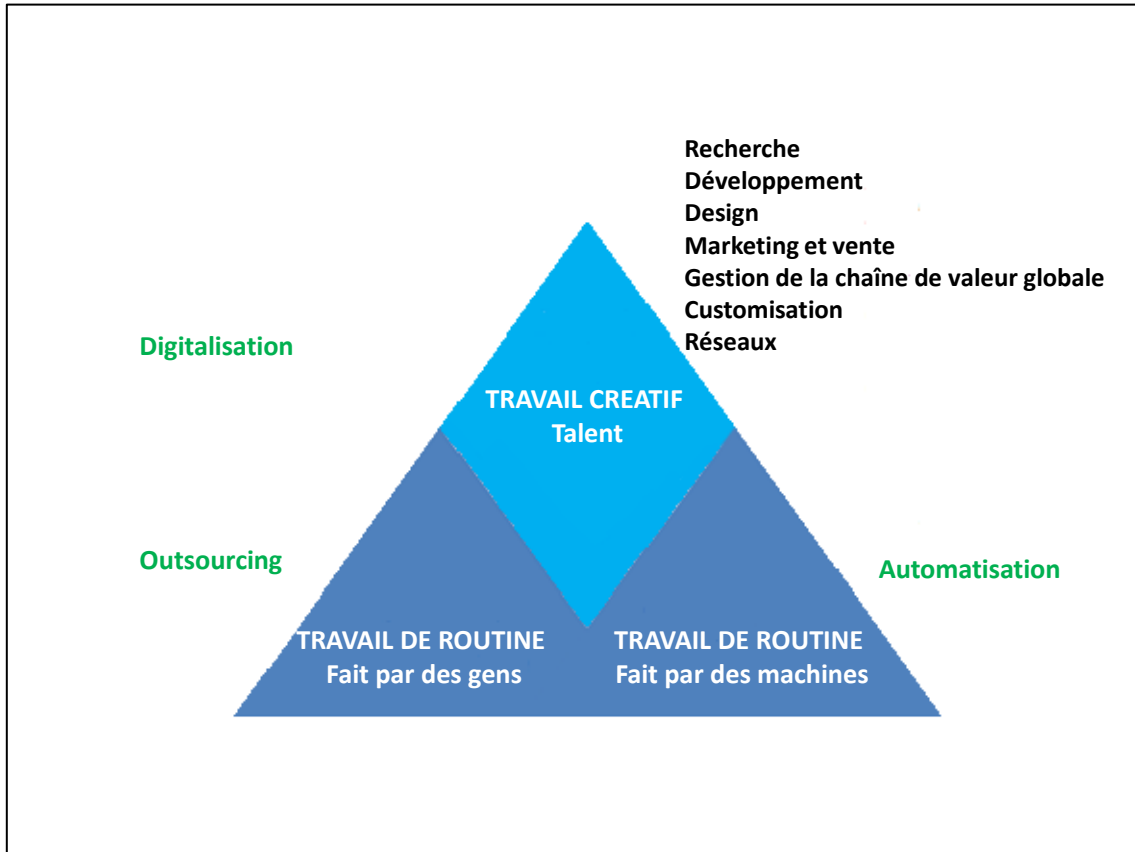 Recherche
Développement
Design
Marketing et vente
Gestion de la chaîne de valeur globale
Customisation
Réseaux
Digitalisation
TRAVAIL CREATIF
Talent
Outsourcing
Automatisation
TRAVAIL DE ROUTINE
Fait par des gens
TRAVAIL DE ROUTINE
Fait par des machines